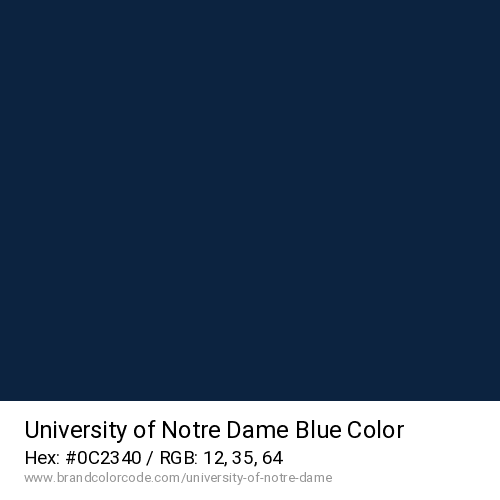 University of Notre Dame Blue Color
Hex: #0C2340 / RGB: 12, 35, 64
www.brandcolorcode.com/university-of-notre-dame